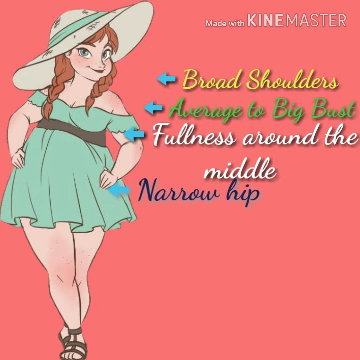 Made with KINEMASTER
Broad Shoulders
Average to Big Bust
Fullness around the
middle
Narrow hip